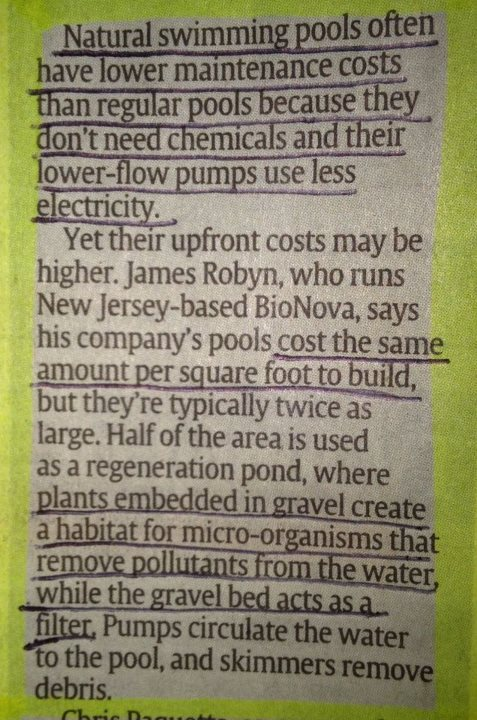 Natural swimming pools often
have lower maintenance costs
than regular pools because they
don't need chemicals and their
lower-flow pumps use less
electricity.
Yet their upfront costs may be
higher. James Robyn, who runs
New Jersey-based BioNova, says
his company's pools cost the same
amount per square foot to build,
but they're typically twice as
large. Half of the area is used
as a regeneration pond, where
plants embedded in gravel create
a habitat for micro-organisms that
remove pollutants from the water,
while the gravel bed acts as a
filter. Pumps circulate the water
to the pool, and skimmers remove
debris.
Chris